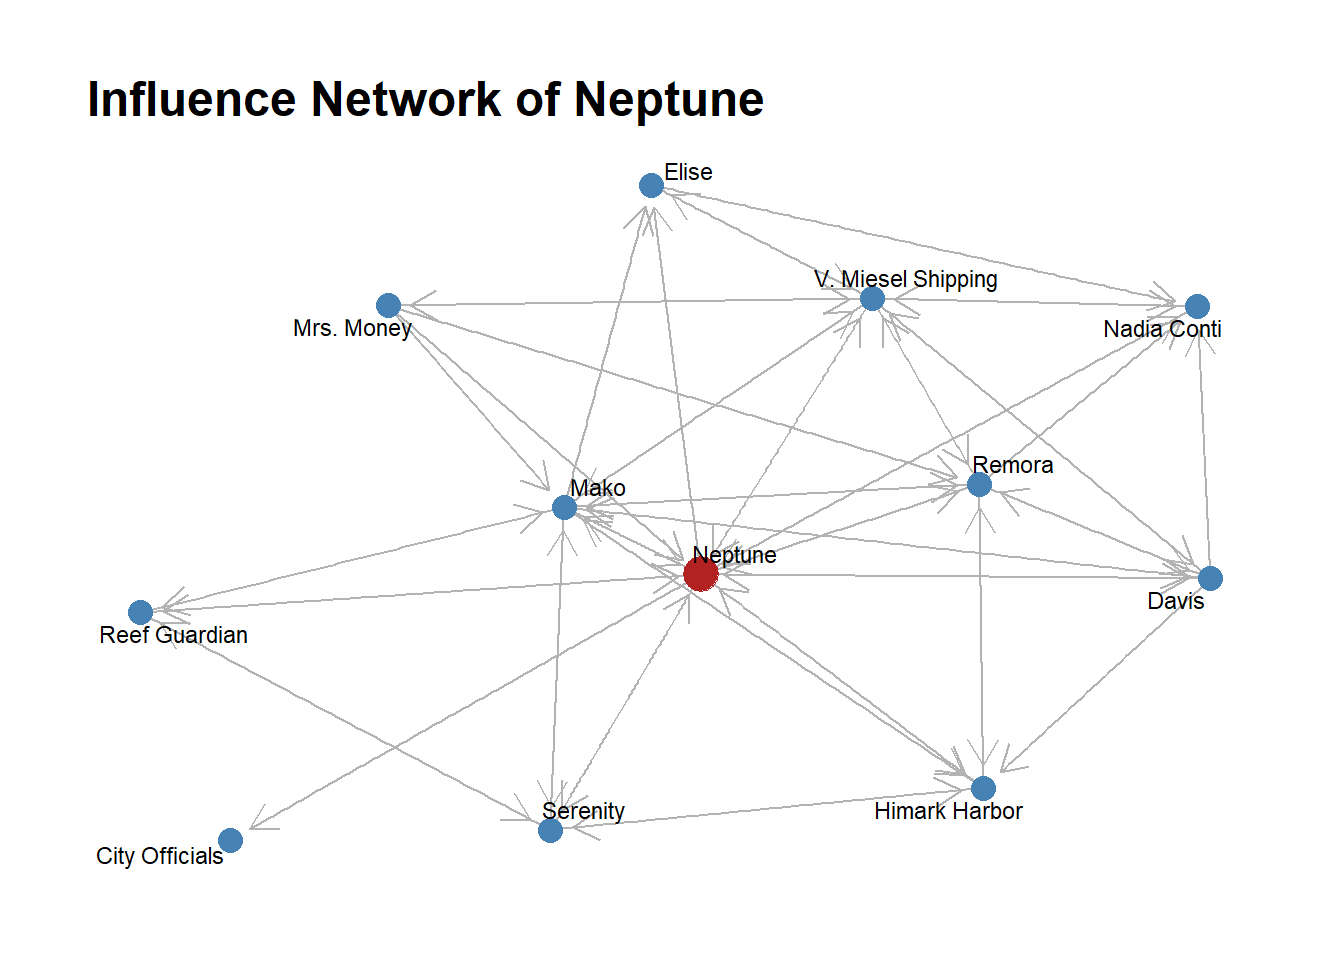 Influence Network of Neptune
Elise
V. Miesel Shipping
Mrs. Money
Nadia Conti
Remora
Mako
Neptune
Davis
Reef Guardian
Serenity
Himark Harbor
City Officials